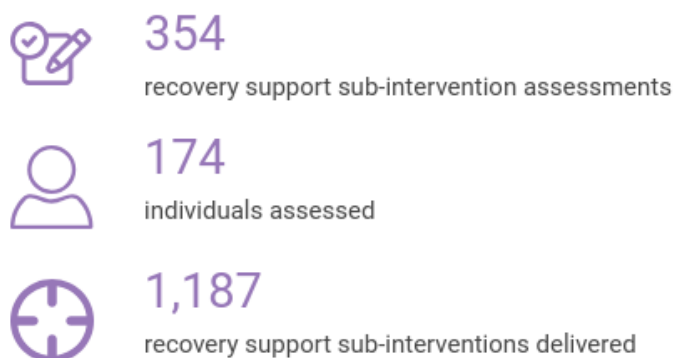 354
recovery support sub-intervention assessments
174
individuals assessed
1,187
recovery support sub-interventions delivered